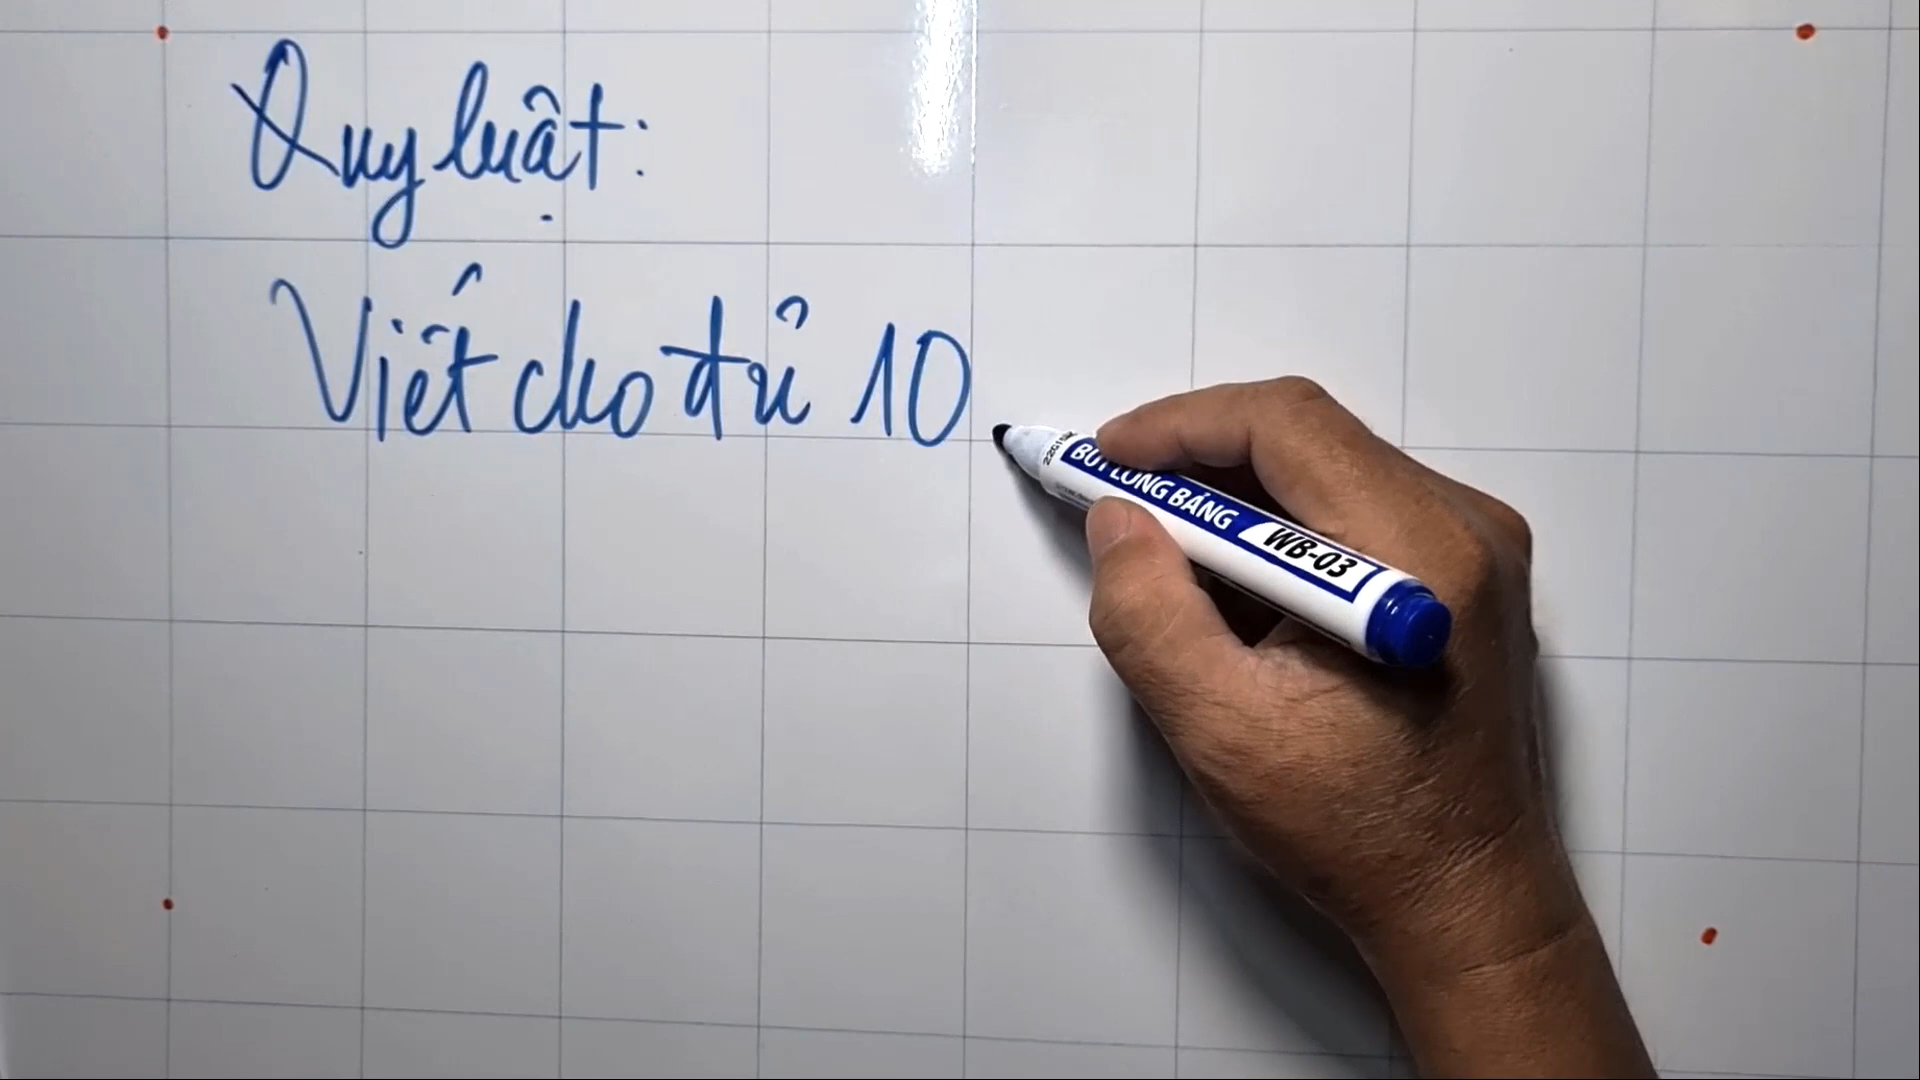 Quy luật:
Viết cho đủ 10
BÚT LÔNG BẢNG
WB-03